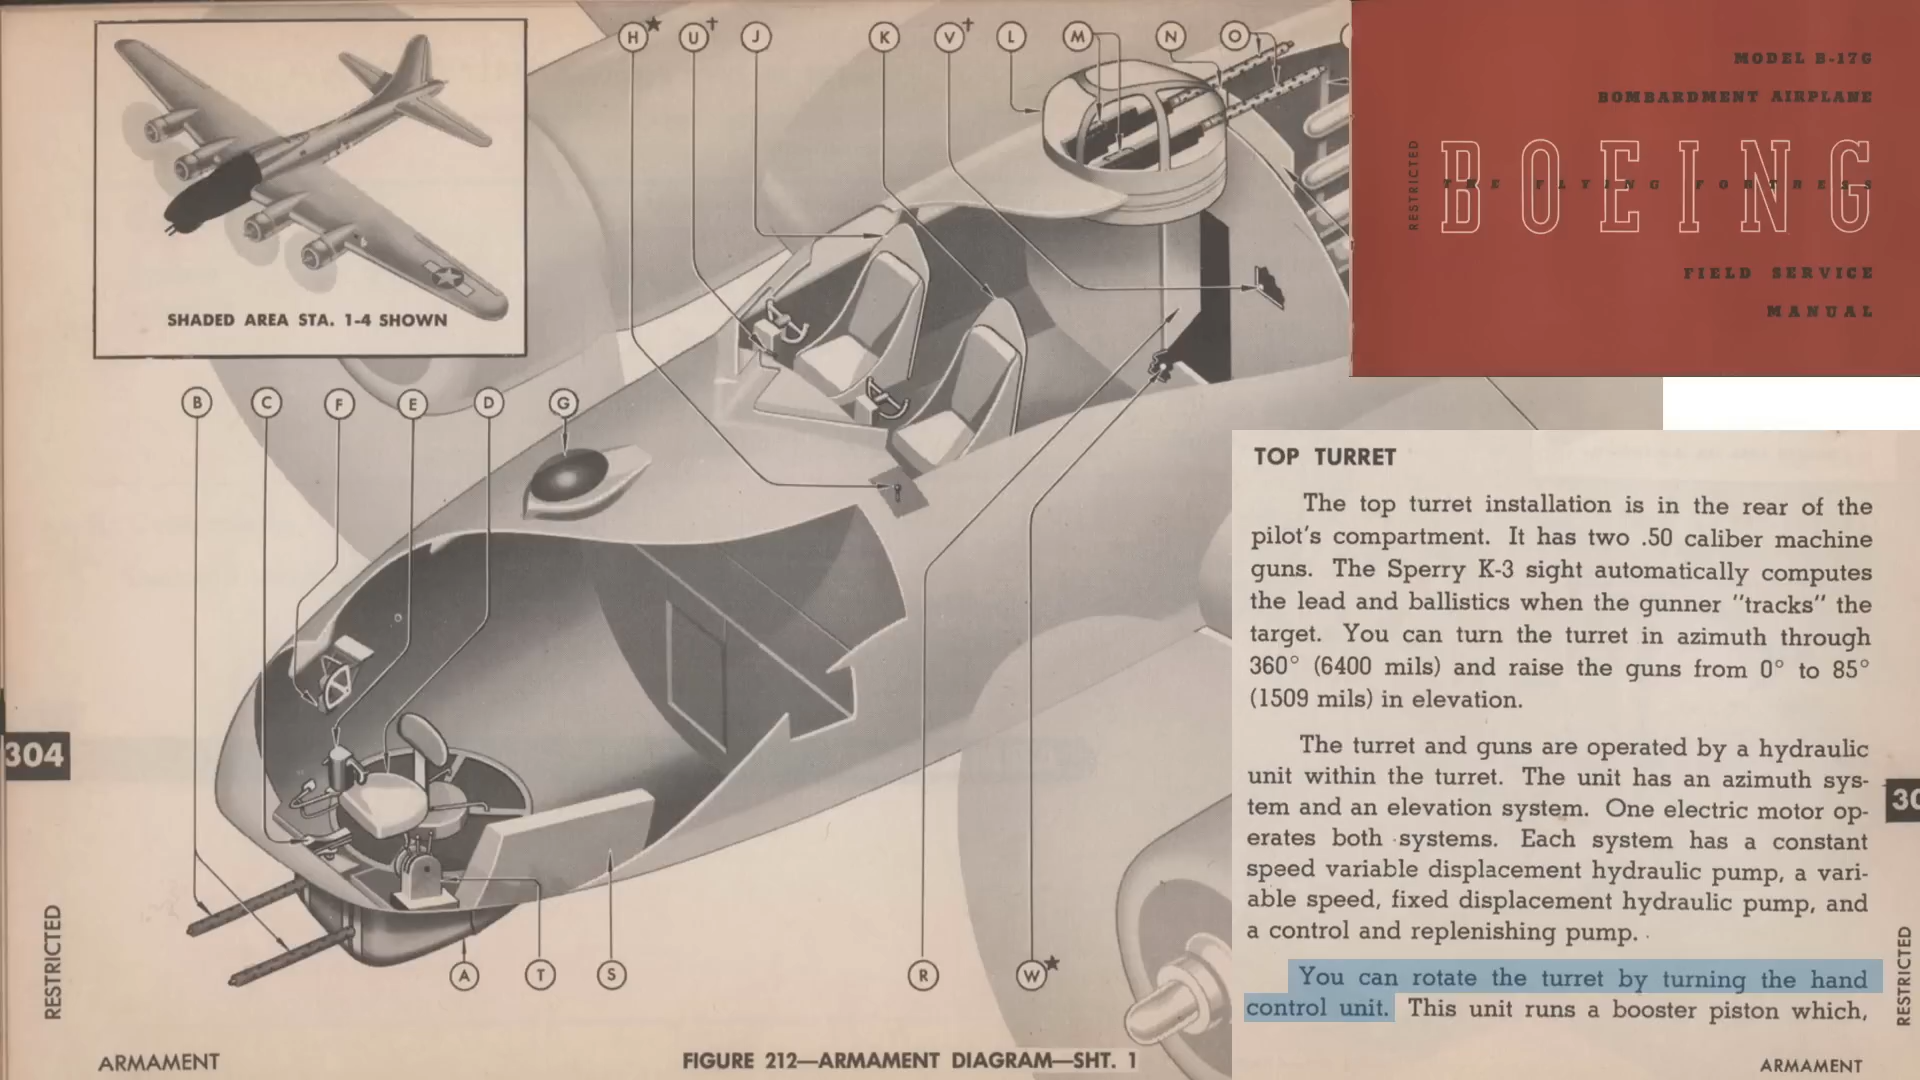 H★ U† J K V† L M N O
SHADED AREA STA. 1-4 SHOWN
B C F E D G
304
RESTRICTED
A T S R W★
ARMAMENT
FIGURE 212—ARMAMENT DIAGRAM—SHT. 1
MODEL B-17G
BOMBARDMENT AIRPLANE
RESTRICTED
BOEING
THE FLYING FORTRESS
FIELD SERVICE
MANUAL
TOP TURRET
The top turret installation is in the rear of the
pilot's compartment. It has two .50 caliber machine
guns. The Sperry K-3 sight automatically computes
the lead and ballistics when the gunner "tracks" the
target. You can turn the turret in azimuth through
360° (6400 mils) and raise the guns from 0° to 85°
(1509 mils) in elevation.
The turret and guns are operated by a hydraulic
unit within the turret. The unit has an azimuth sys-
tem and an elevation system. One electric motor op-
erates both systems. Each system has a constant
speed variable displacement hydraulic pump, a vari-
able speed, fixed displacement hydraulic pump, and
a control and replenishing pump.
You can rotate the turret by turning the hand
control unit. This unit runs a booster piston which,
30
RESTRICTED
ARMAMENT